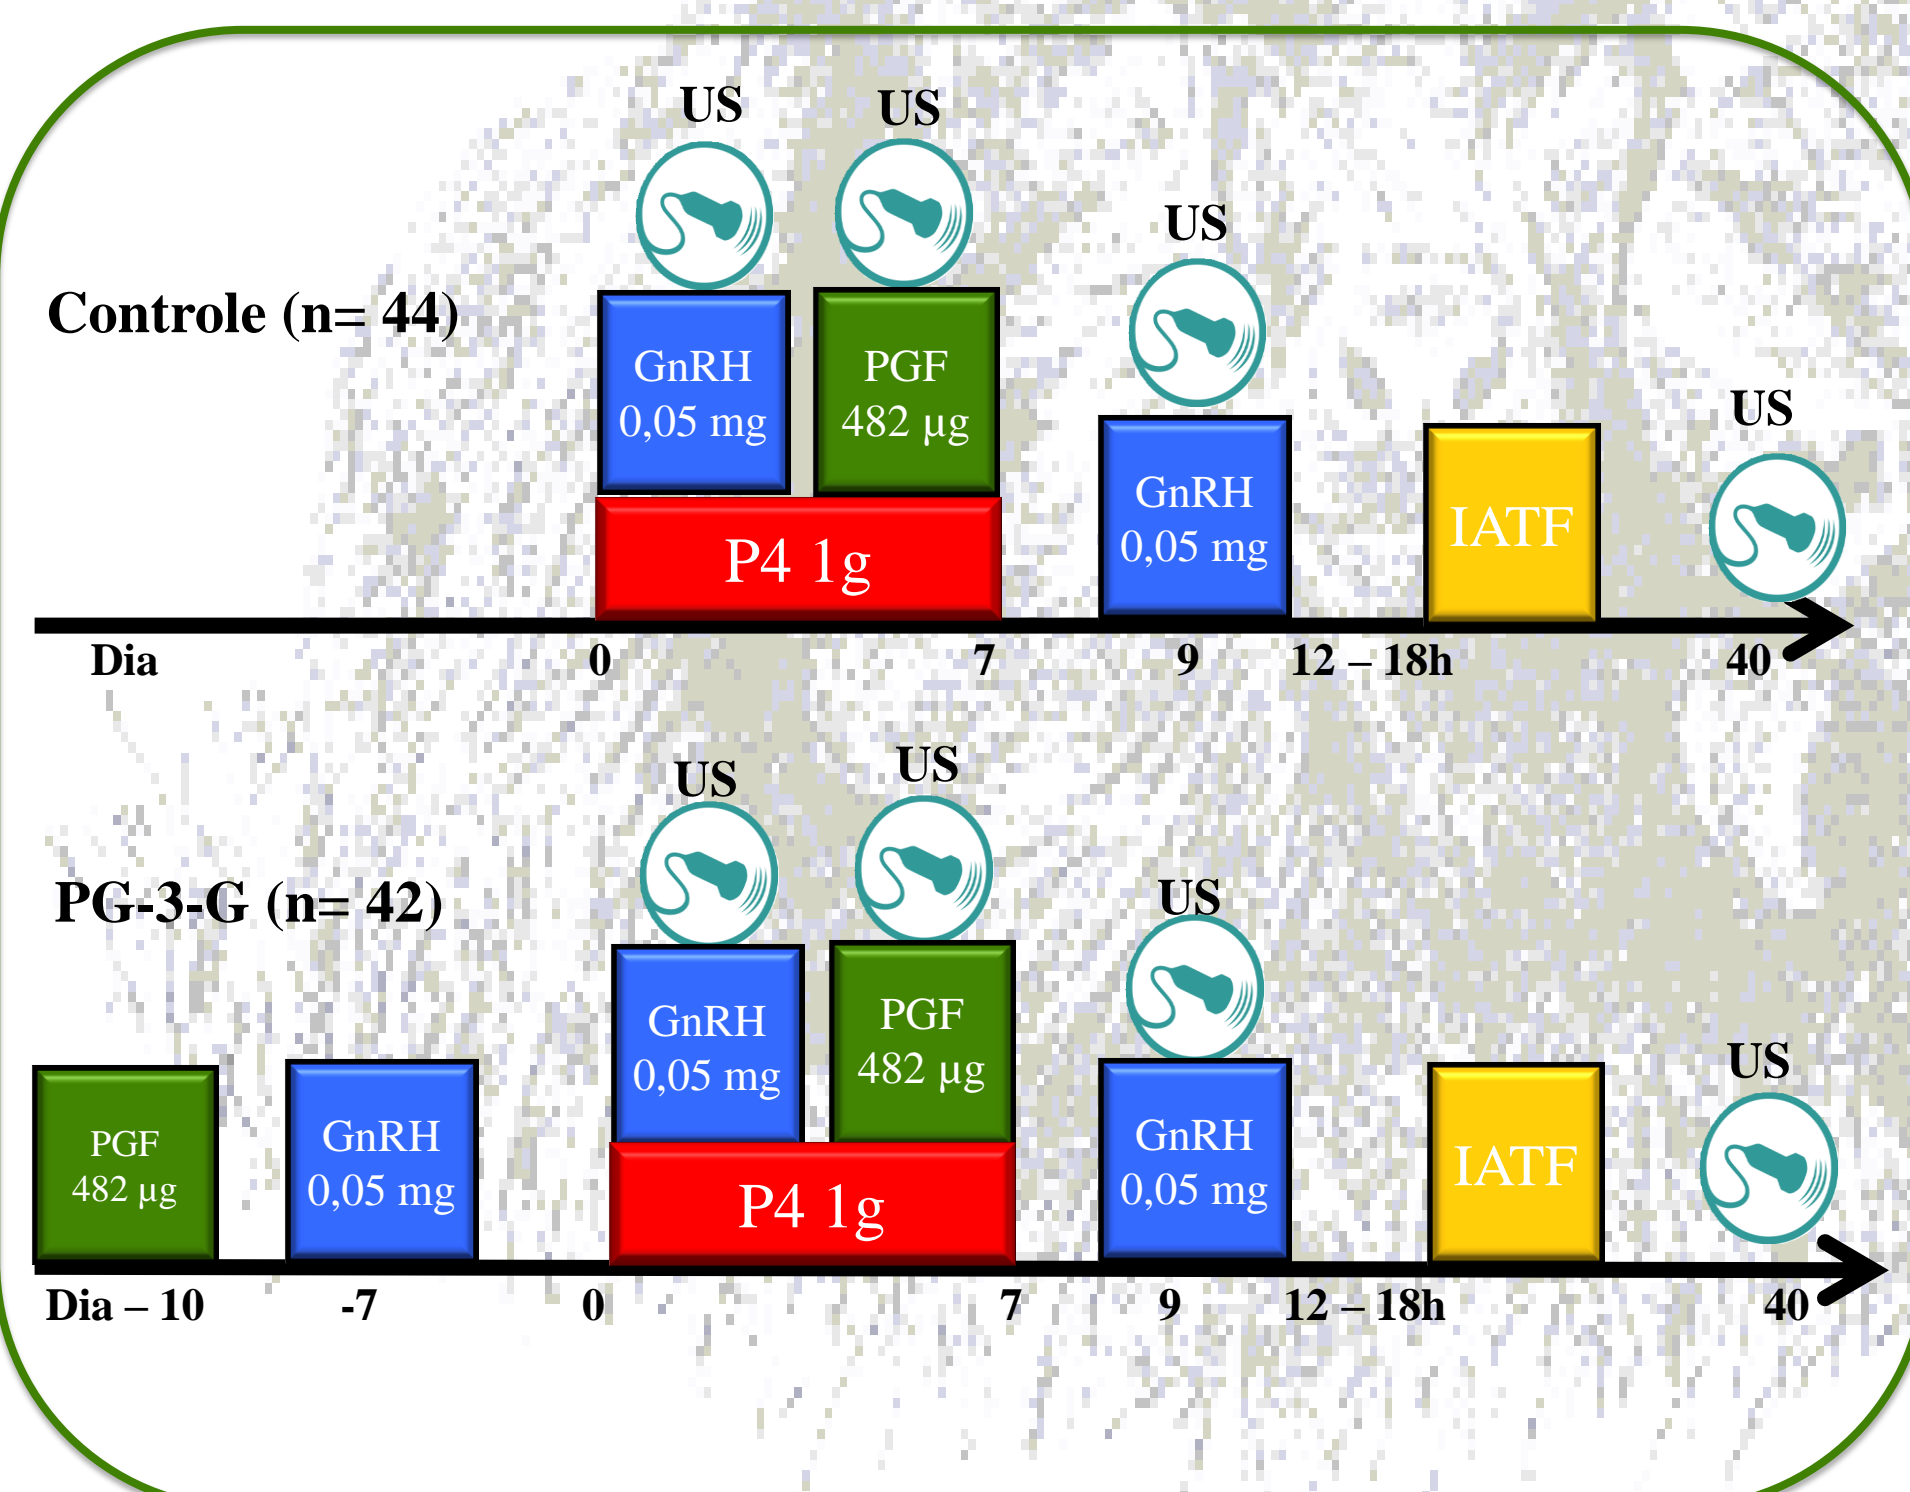 US US
US
Controle (n= 44)
GnRH
0,05 mg
PGF
482 µg
US
GnRH
0,05 mg
IATF
P4 1g
Dia 0 7 9 12 – 18h 40
US US
PG-3-G (n= 42)
US
GnRH
0,05 mg
PGF
482 µg
US
PGF
482 µg
GnRH
0,05 mg
GnRH
0,05 mg
IATF
P4 1g
Dia – 10 -7 0 7 9 12 – 18h 40